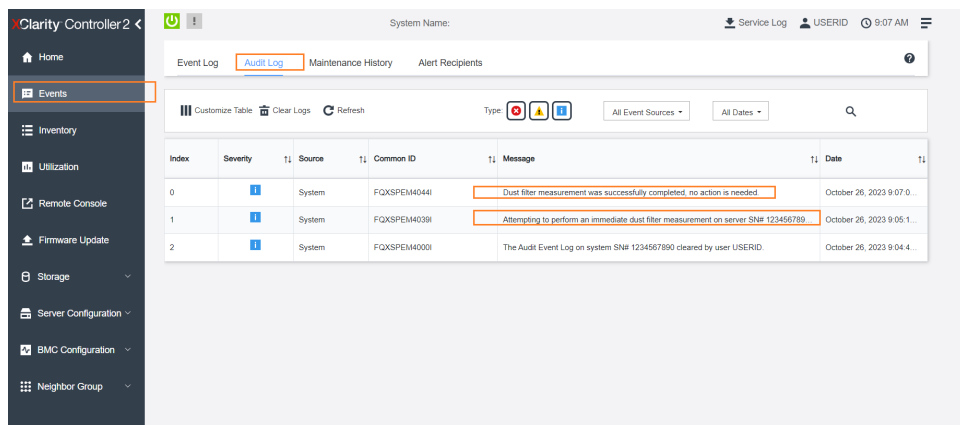 XClarity Controller 2
System Name:
Service Log USERID 9:07 AM
Home
Events
Inventory
Utilization
Remote Console
Firmware Update
Storage
Server Configuration
BMC Configuration
Neighbor Group
Event Log Audit Log Maintenance History Alert Recipients
Customize Table Clear Logs Refresh Type: All Event Sources All Dates
Index Severity Source Common ID Message Date
0 System FQXSPEM4044I Dust filter measurement was successfully completed, no action is needed. October 26, 2023 9:07:0...
1 System FQXSPEM4039I Attempting to perform an immediate dust filter measurement on server SN# 123456789... October 26, 2023 9:05:1...
2 System FQXSPEM4000I The Audit Event Log on system SN# 1234567890 cleared by user USERID. October 26, 2023 9:04:4...